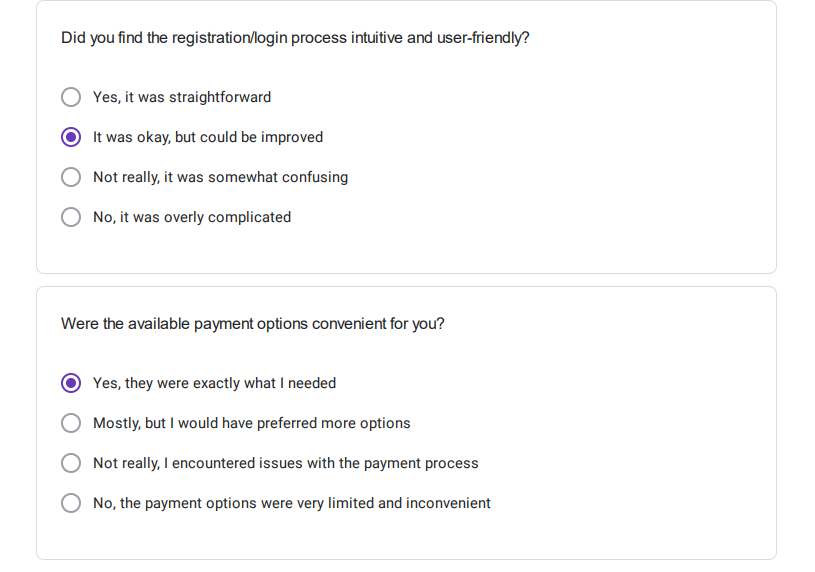 Did you find the registration/login process intuitive and user-friendly?
Yes, it was straightforward
It was okay, but could be improved
Not really, it was somewhat confusing
No, it was overly complicated
Were the available payment options convenient for you?
Yes, they were exactly what I needed
Mostly, but I would have preferred more options
Not really, I encountered issues with the payment process
No, the payment options were very limited and inconvenient